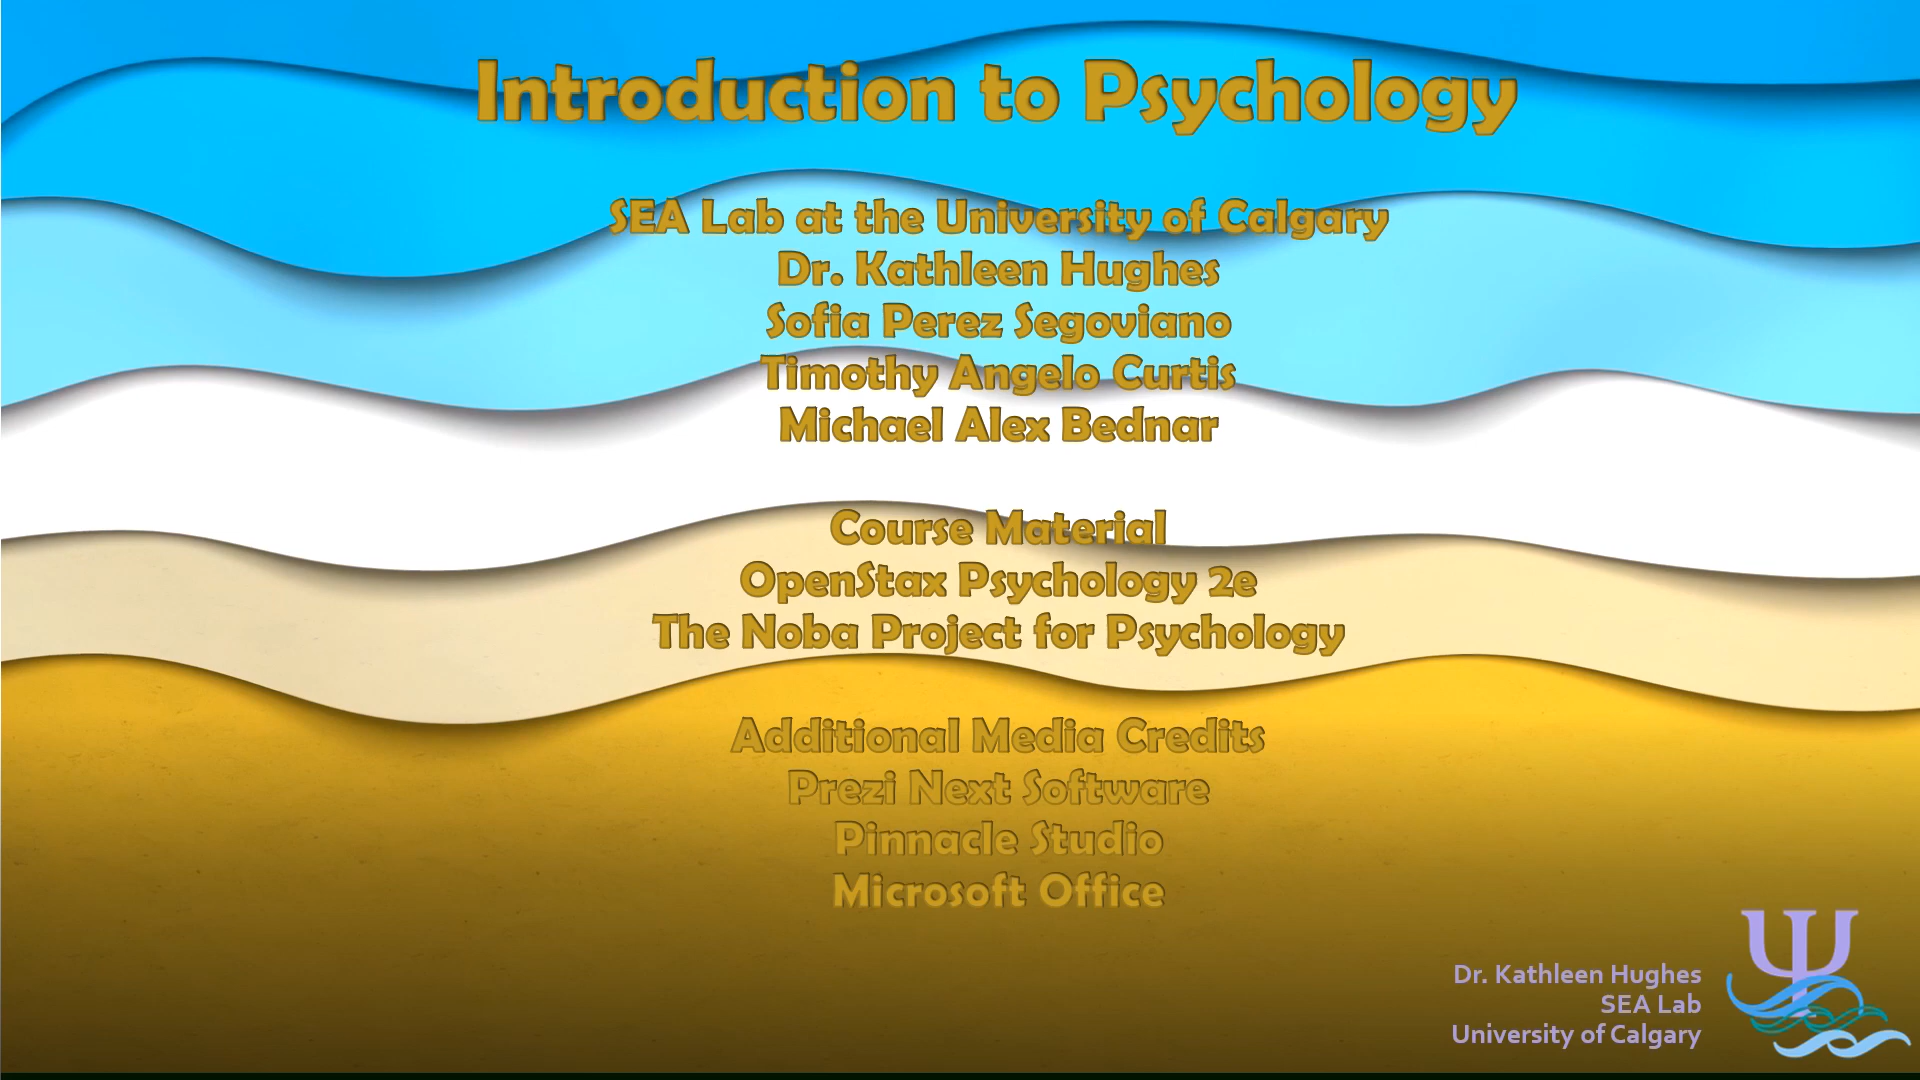 Introduction to Psychology
SEA Lab at the University of Calgary
Dr. Kathleen Hughes
Sofia Perez Segoviano
Timothy Angelo Curtis
Michael Alex Bednar
Course Material
OpenStax Psychology 2e
The Noba Project for Psychology
Additional Media Credits
Prezi Next Software
Pinnacle Studio
Microsoft Office
Dr. Kathleen Hughes
SEA Lab
University of Calgary